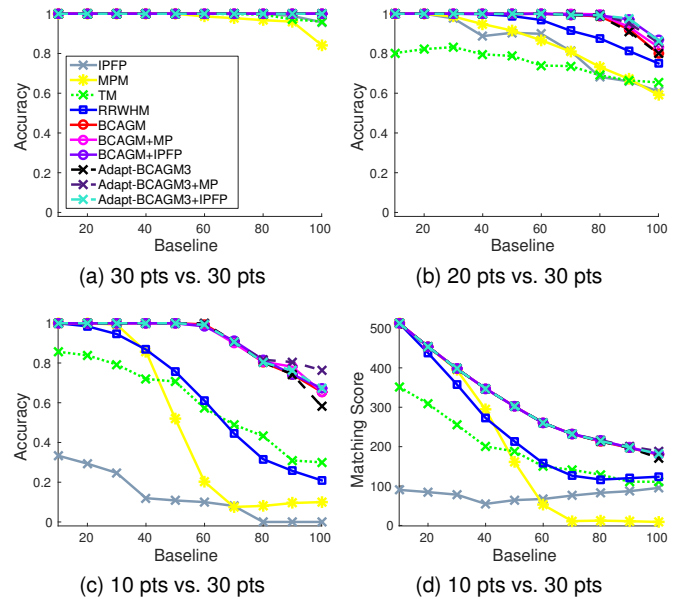 1
0.8
0.6
0.4
0.2
0
Accuracy
20 40 60 80 100
Baseline
IPFP
MPM
TM
RRWHM
BCAGM
BCAGM+MP
BCAGM+IPFP
Adapt-BCAGM3
Adapt-BCAGM3+MP
Adapt-BCAGM3+IPFP
(a) 30 pts vs. 30 pts
1
0.8
0.6
0.4
0.2
0
Accuracy
20 40 60 80 100
Baseline
(b) 20 pts vs. 30 pts
1
0.8
0.6
0.4
0.2
0
Accuracy
20 40 60 80 100
Baseline
(c) 10 pts vs. 30 pts
500
400
300
200
100
0
Matching Score
20 40 60 80 100
Baseline
(d) 10 pts vs. 30 pts